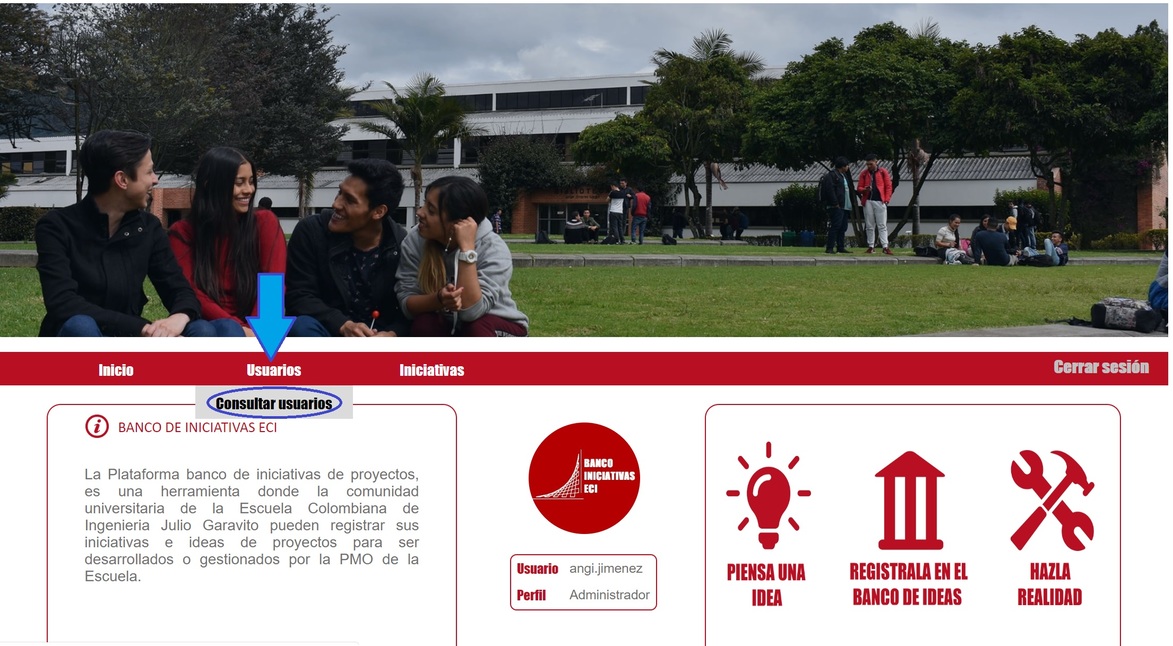 Inicio
Usuarios
Iniciativas
Cerrar sesión
Consultar usuarios
BANCO DE INICIATIVAS ECI
La Plataforma banco de iniciativas de proyectos,
es una herramienta donde la comunidad
universitaria de la Escuela Colombiana de
Ingenieria Julio Garavito pueden registrar sus
iniciativas e ideas de proyectos para ser
desarrollados o gestionados por la PMO de la
Escuela.
BANCO
INICIATIVAS
ECI
Usuario angi.jimenez
Perfil Administrador
PIENSA UNA
IDEA
REGISTRALA EN EL
BANCO DE IDEAS
HAZLA
REALIDAD